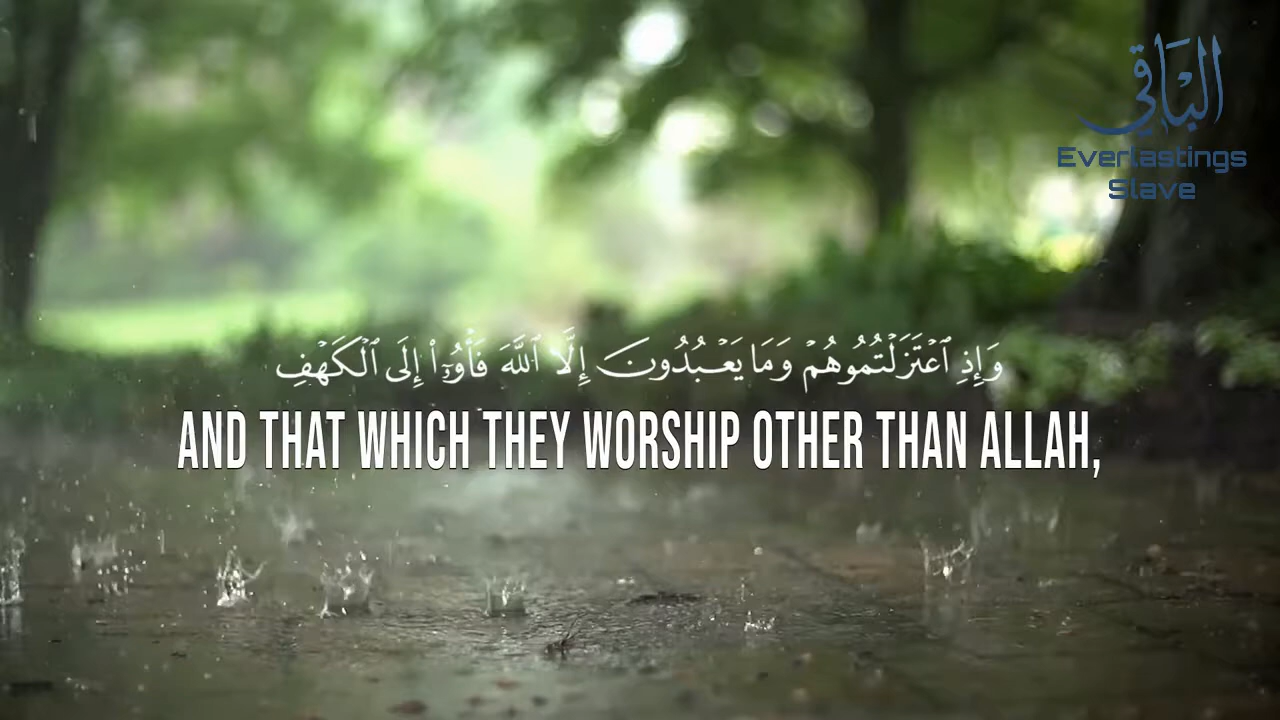 الباقي
Everlastings
Slave
وَإِذِ ٱعْتَزَلْتُمُوهُمْ وَمَا يَعْبُدُونَ إِلَّا ٱللَّهَ فَأْوُۥٓا۟ إِلَى ٱلْكَهْفِ
AND THAT WHICH THEY WORSHIP OTHER THAN ALLAH,